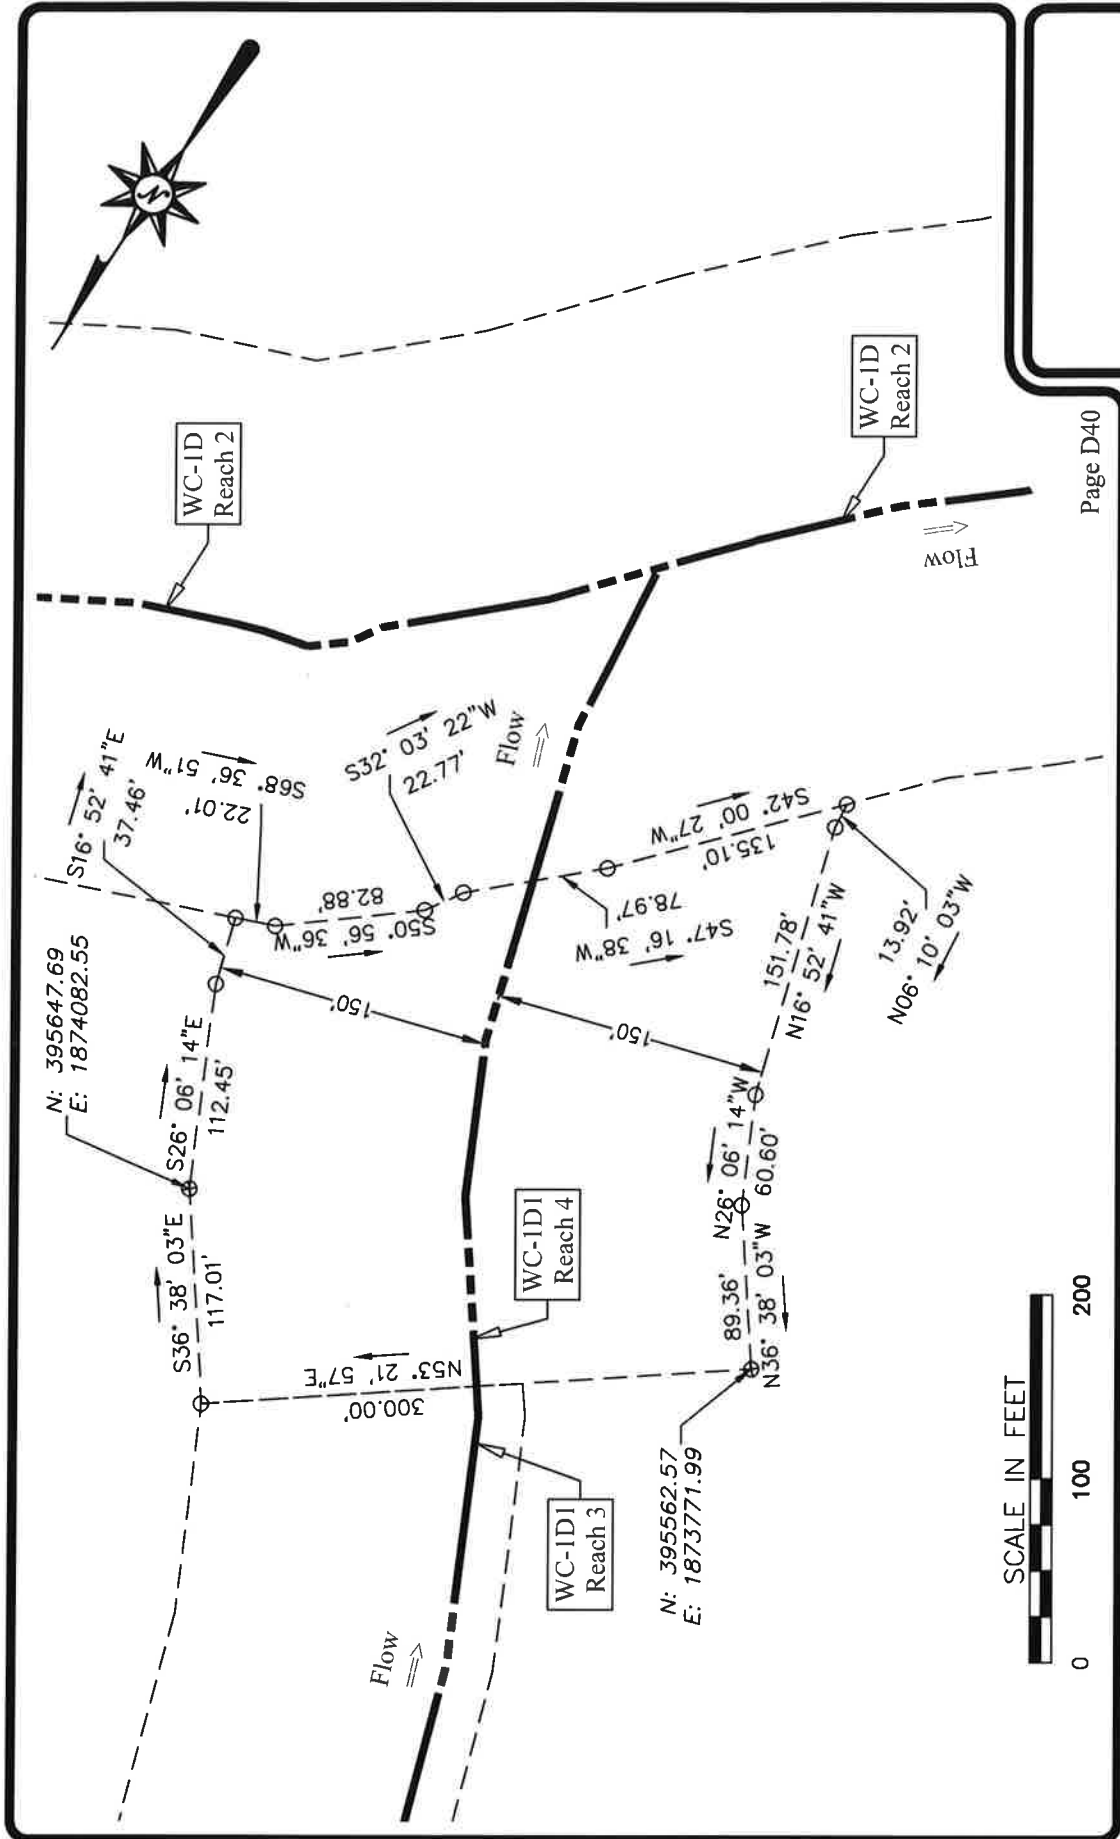 N
WC-1D
Reach 2
WC-1D
Reach 2
Flow
Page D40
S16° 52' 41"E
37.46'
S68° 36' 51"W
22.01'
N: 395647.69
E: 1874082.55
S32° 03' 22"W
22.77'
Flow
82.88'
S50° 56' 36"W
S42° 00' 27"W
135.10'
78.97'
S47° 16' 38"W
13.92'
N06° 10' 03"W
151.78'
N16° 52' 41"W
150'
150'
S26° 06' 14"E
112.45'
S36° 38' 03"E
117.01'
N26° 06' 14"W
60.60'
89.36'
N36° 38' 03"W
WC-1D1
Reach 4
N53° 21' 57"E
300.00'
WC-1D1
Reach 3
N: 395562.57
E: 1873771.99
Flow
SCALE IN FEET
0 100 200